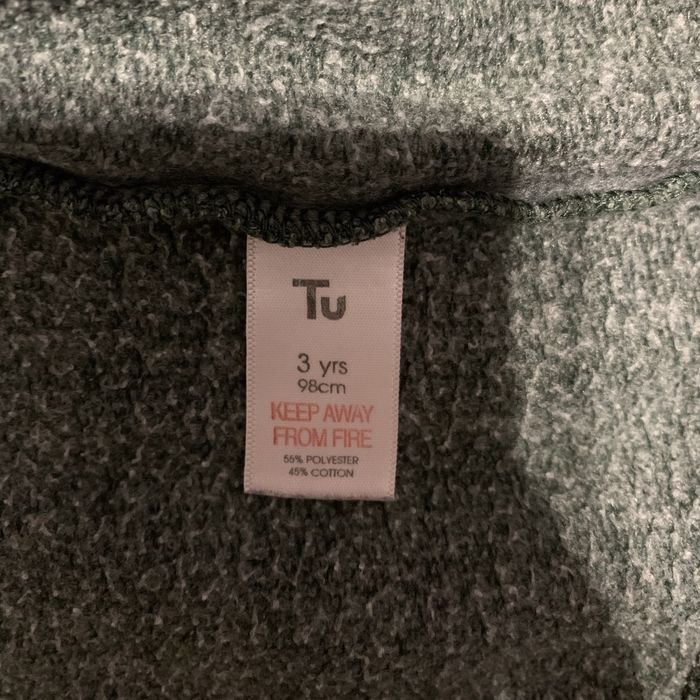 Tu
3 yrs
98cm
KEEP AWAY
FROM FIRE
55% POLYESTER
45% COTTON